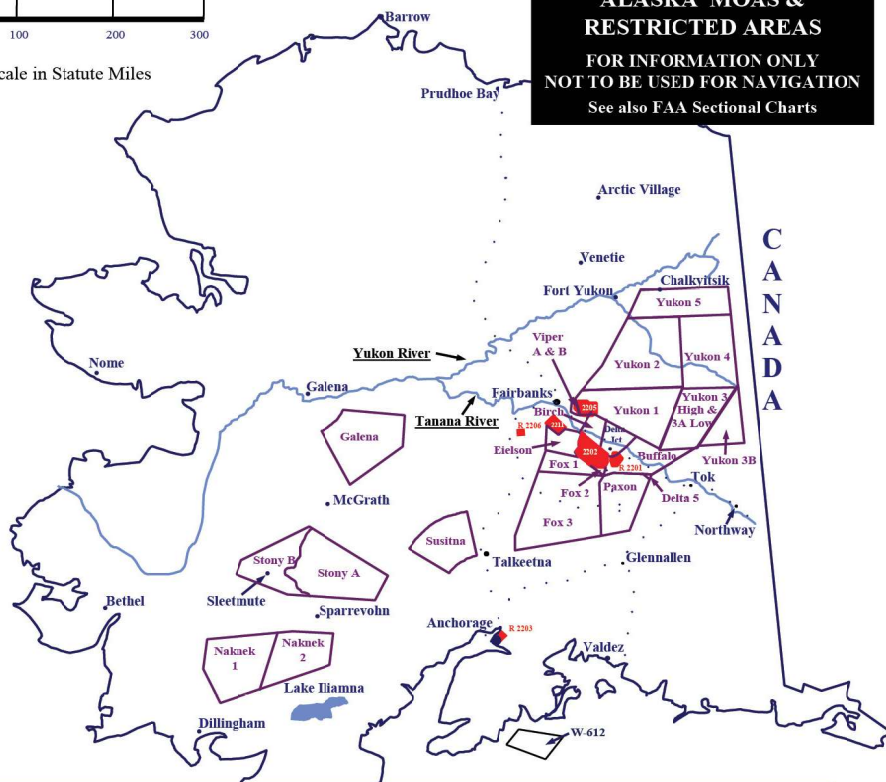 ALASKA MOAS &
RESTRICTED AREAS
FOR INFORMATION ONLY
NOT TO BE USED FOR NAVIGATION
See also FAA Sectional Charts
100 200 300
cale in Statute Miles
Barrow
Prudhoe Bay
Arctic Village
Venetie
Fort Yukon
Chalkyitsik
CANADA
Yukon 5
Viper
A & B
Yukon 2
Yukon 4
Yukon River
Nome
Galena
Fairbanks
Tanana River
Birch
2205
Yukon 1
Yukon 3
High &
3A Low
R 2206
2211
Delta
Jct
Galena
Eielson
2202
Buffalo
Yukon 3B
Fox 1
R 2201
Tok
McGrath
Fox 2
Paxon
Delta 5
Fox 3
Northway
Susitna
Stony B
Stony A
Talkeetna
Glennallen
Sleetmute
Bethel
Sparrevohn
Anchorage
R 2203
Naknek
1
Naknek
2
Valdez
Lake Iliamna
Dillingham
W-612